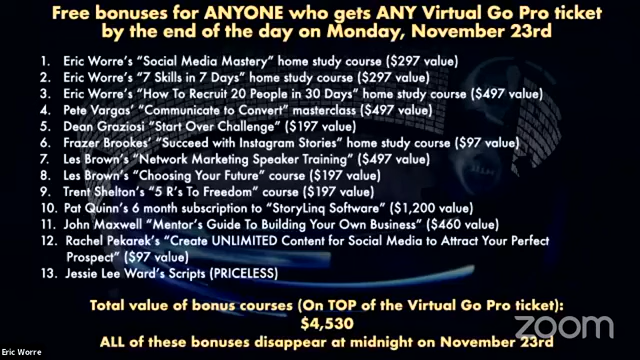 Free bonuses for ANYONE who gets ANY Virtual Go Pro ticket
by the end of the day on Monday, November 23rd
1. Eric Worre's "Social Media Mastery" home study course ($297 value)
2. Eric Worre's "7 Skills in 7 Days" home study course ($297 value)
3. Eric Worre's "How To Recruit 20 People in 30 Days" home study course ($497 value)
4. Pete Vargas' "Communicate to Convert" masterclass ($497 value)
5. Dean Graziosi "Start Over Challenge" ($197 value)
6. Frazer Brookes' "Succeed with Instagram Stories" home study course ($97 value)
7. Les Brown's "Network Marketing Speaker Training" ($497 value)
8. Les Brown's "Choosing Your Future" course ($197 value)
9. Trent Shelton's "5 R's To Freedom" course ($197 value)
10. Pat Quinn's 6 month subscription to "StoryLinq Software" ($1,200 value)
11. John Maxwell "Mentor's Guide To Building Your Own Business" ($460 value)
12. Rachel Pekarek's "Create UNLIMITED Content for Social Media to Attract Your Perfect
Prospect" ($97 value)
13. Jessie Lee Ward's Scripts (PRICELESS)
Total value of bonus courses (On TOP of the Virtual Go Pro ticket):
$4,530
ALL of these bonuses disappear at midnight on November 23rd
zoom
Eric Worre